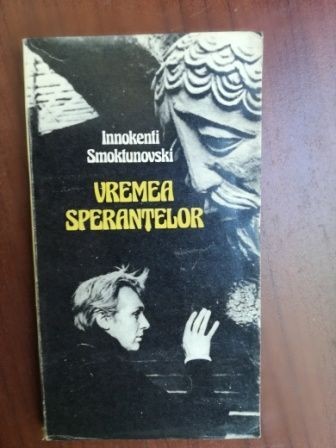 Innokenti
Smoktunovski
VREMEA
SPERANȚELOR